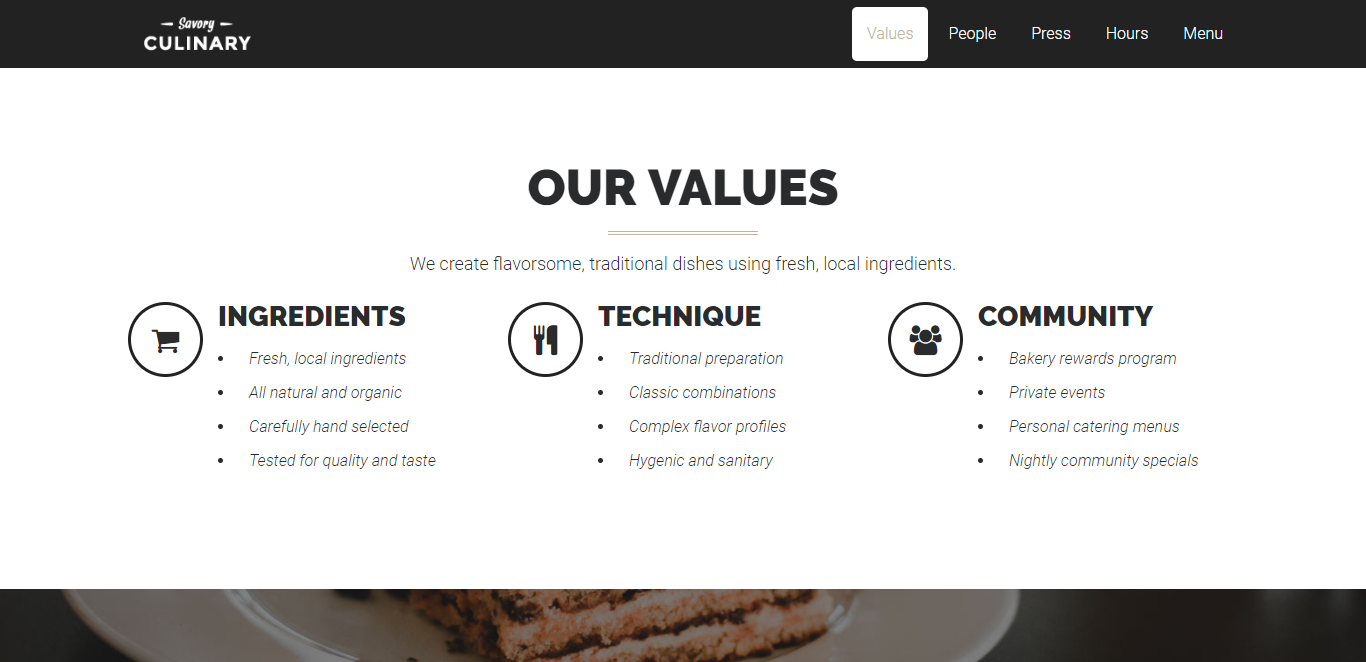 Savory
CULINARY
Values People Press Hours Menu
OUR VALUES
We create flavorsome, traditional dishes using fresh, local ingredients.
INGREDIENTS
Fresh, local ingredients
All natural and organic
Carefully hand selected
Tested for quality and taste
TECHNIQUE
Traditional preparation
Classic combinations
Complex flavor profiles
Hygenic and sanitary
COMMUNITY
Bakery rewards program
Private events
Personal catering menus
Nightly community specials